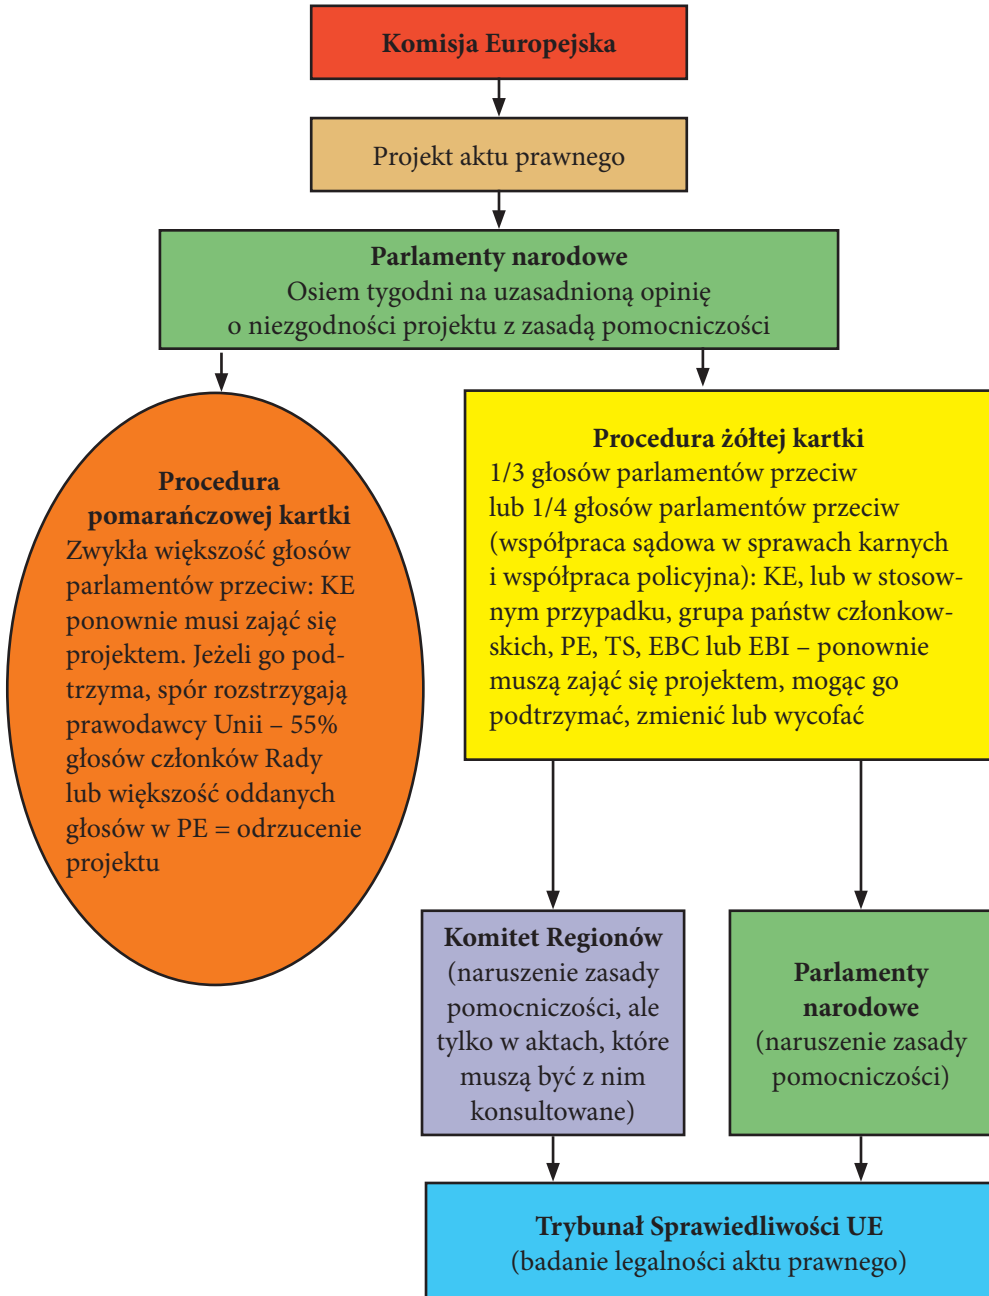 Komisja Europejska
Projekt aktu prawnego
Parlamenty narodowe
Osiem tygodni na uzasadnioną opinię
o niezgodności projektu z zasadą pomocniczości
Procedura
pomarańczowej kartki
Zwykła większość głosów
parlamentów przeciw: KE
ponownie musi zająć się
projektem. Jeżeli go pod-
trzyma, spór rozstrzygają
prawodawcy Unii – 55%
głosów członków Rady
lub większość oddanych
głosów w PE = odrzucenie
projektu
Procedura żółtej kartki
1/3 głosów parlamentów przeciw
lub 1/4 głosów parlamentów przeciw
(współpraca sądowa w sprawach karnych
i współpraca policyjna): KE, lub w stosow-
nym przypadku, grupa państw członkow-
skich, PE, TS, EBC lub EBI – ponownie
muszą zająć się projektem, mogąc go
podtrzymać, zmienić lub wycofać
Komitet Regionów
(naruszenie zasady
pomocniczości, ale
tylko w aktach, które
muszą być z nim
konsultowane)
Parlamenty
narodowe
(naruszenie zasady
pomocniczości)
Trybunał Sprawiedliwości UE
(badanie legalności aktu prawnego)